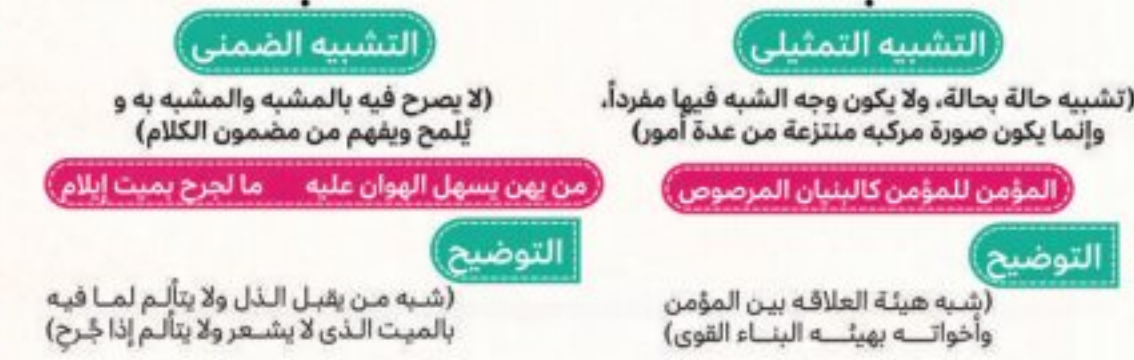 التشبيه التمثيلى
(تشبيه حالة بحالة، ولا يكون وجه الشبه فيها مفرداً،
وإنما يكون صورة مركبه منتزعة من عدة أمور)
المؤمن للمؤمن كالبنيان المرصوص
التوضيح
(شبه هيئة العلاقه بين المؤمن
وأخواته بهيئه البناء القوى)
التشبيه الضمنى
(لا يصرح فيه بالمشبه والمشبه به و
يُلمح ويفهم من مضمون الكلام)
من يهن يسهل الهوان عليه ما لجرح بميت إيلام
التوضيح
(شبه من يقبل الذل ولا يتألم لما فيه
بالميت الذى لا يشعر ولا يتألم إذا جُرح)